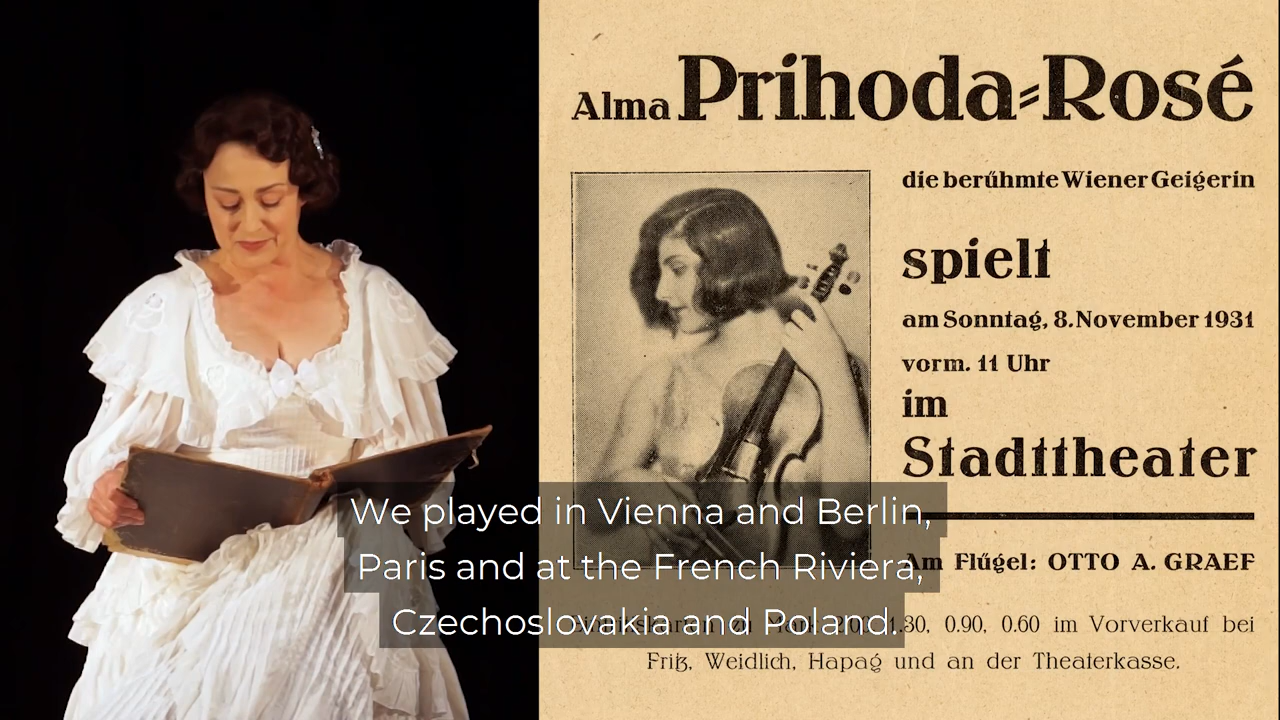 Alma Prihoda=Rosé
die berűhmte Wiener Geigerin
spielt
am Sonntag, 8. November 1931
vorm. 11 Uhr
im
Stadttheater
Am Flűgel: OTTO A. GRAEF
1.30, 0.90, 0.60 im Vorverkauf bei
Fritz, Weidlich, Hapag und an der Theaterkasse.
We played in Vienna and Berlin,
Paris and at the French Riviera,
Czechoslovakia and Poland.